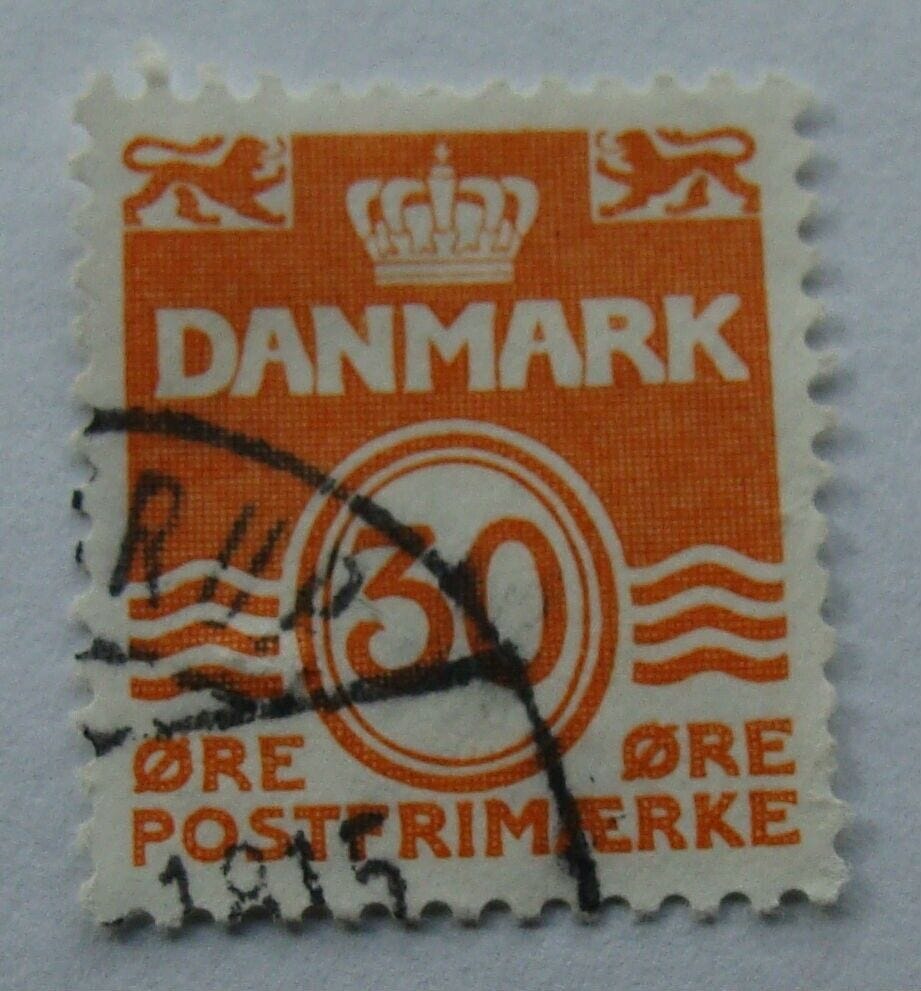 DANMARK
30
ØRE ØRE
POSTFRIMÆRKE